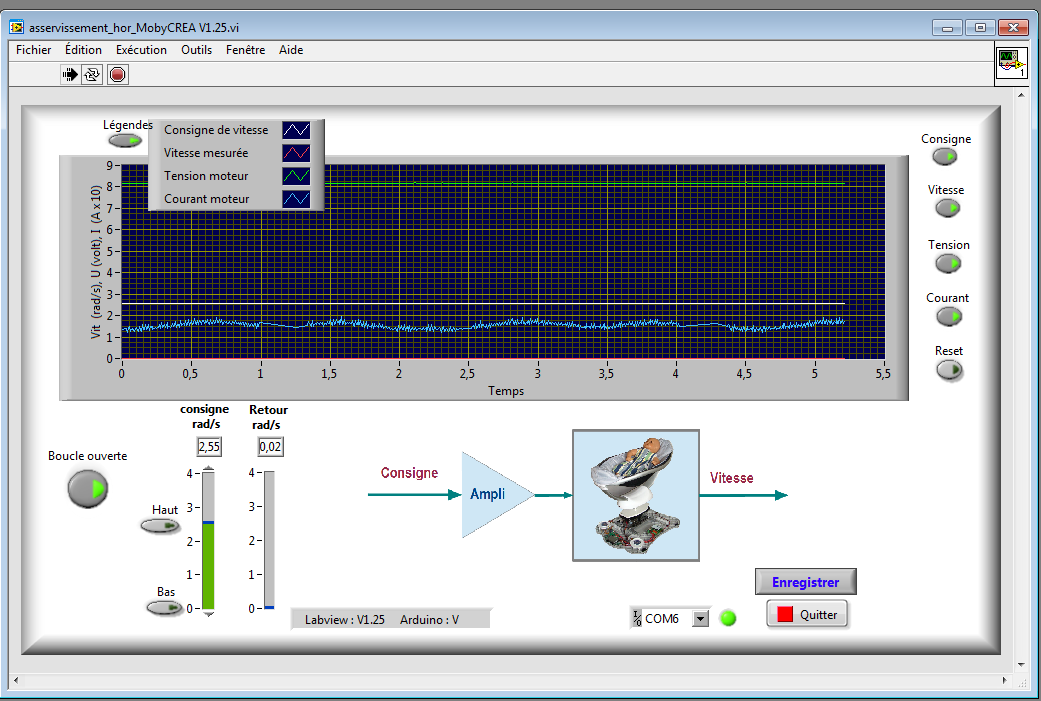 asservissement_hor_MobyCREA V1.25.vi
Fichier Édition Exécution Outils Fenêtre Aide
1
Légendes
Consigne de vitesse
Vitesse mesurée
Tension moteur
Courant moteur
Vit (rad/s), U (volt), I (A x 10)
9
8
7
6
5
4
3
2
1
0
0 0,5 1 1,5 2 2,5 3 3,5 4 4,5 5 5,5
Temps
Consigne
Vitesse
Tension
Courant
Reset
Boucle ouverte
consigne
rad/s
2,55
4
3
2
1
0
Haut
Bas
Retour
rad/s
0,02
4
3
2
1
0
Consigne
Ampli
Vitesse
Labview : V1.25 Arduino : V
I/O COM6
Enregistrer
Quitter